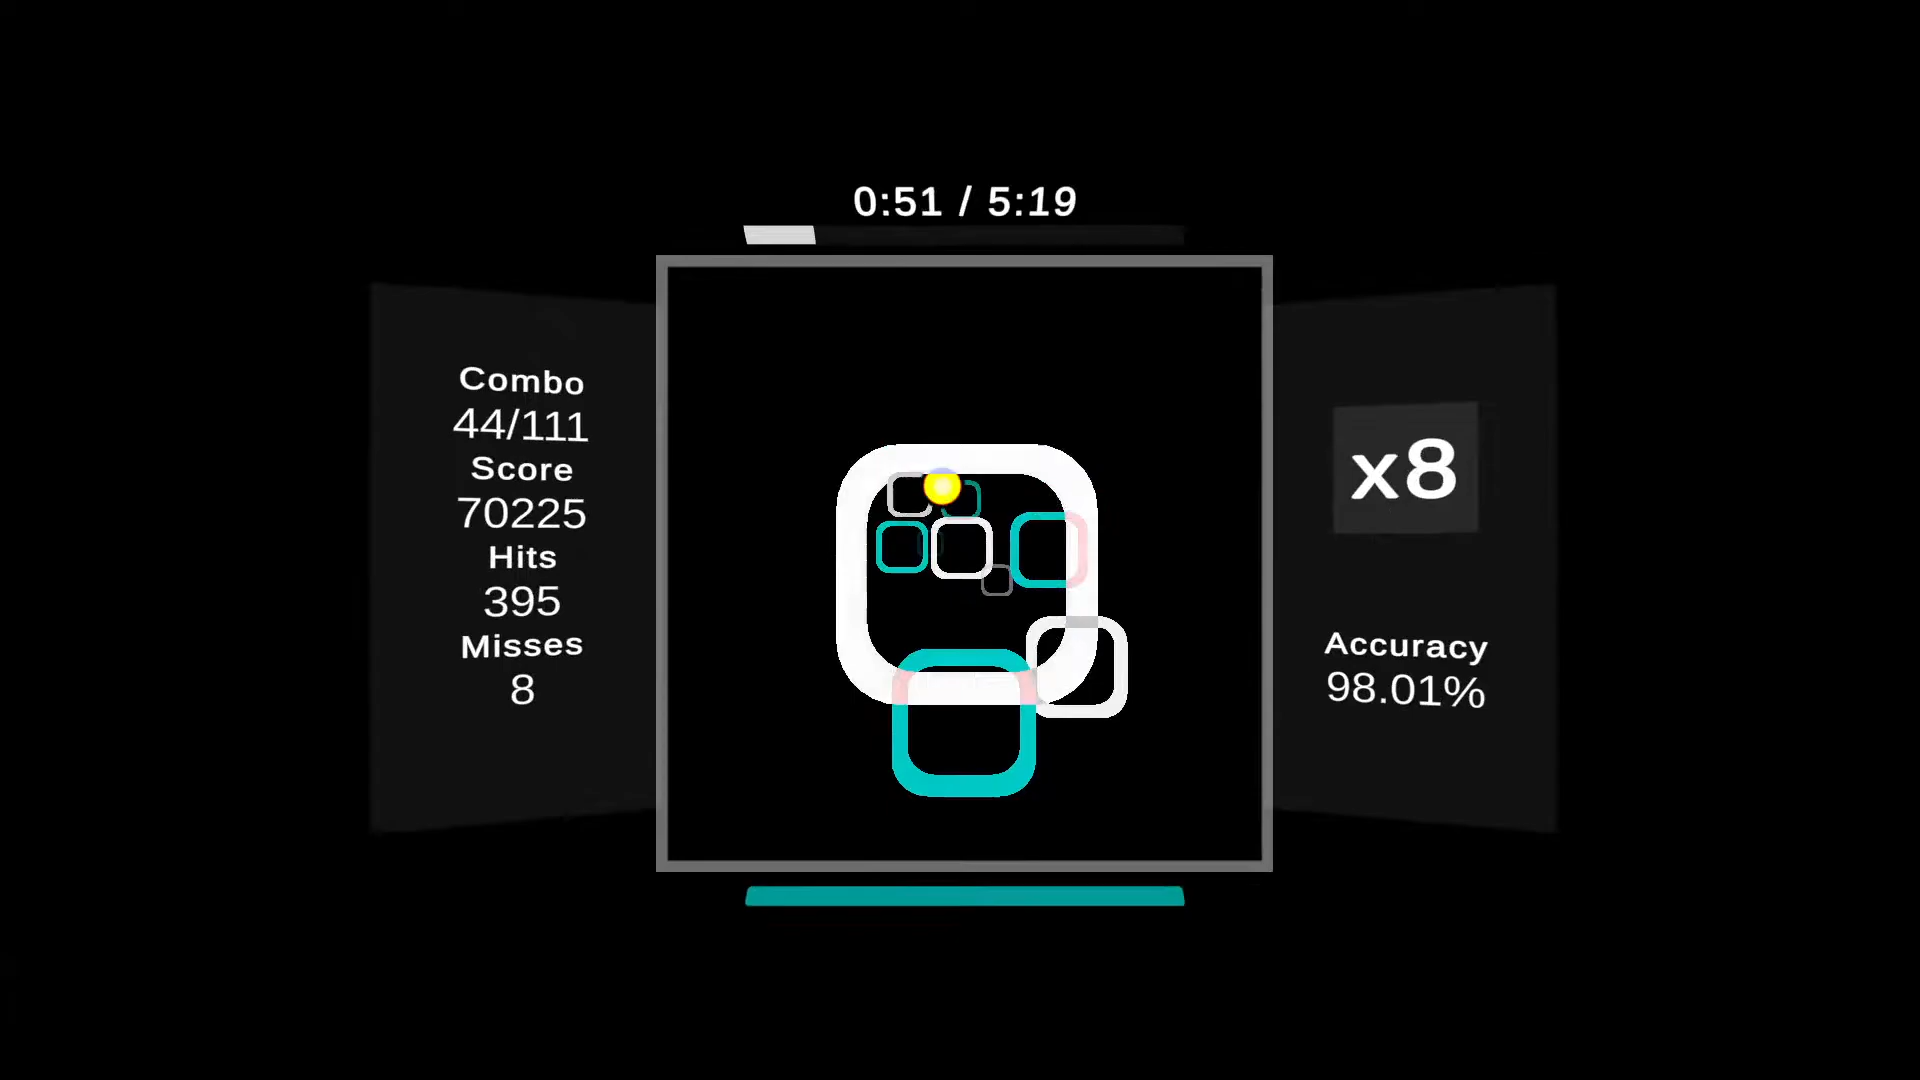 0:51 / 5:19
Combo
44/111
Score
70225
Hits
395
Misses
8
x8
Accuracy
98.01%